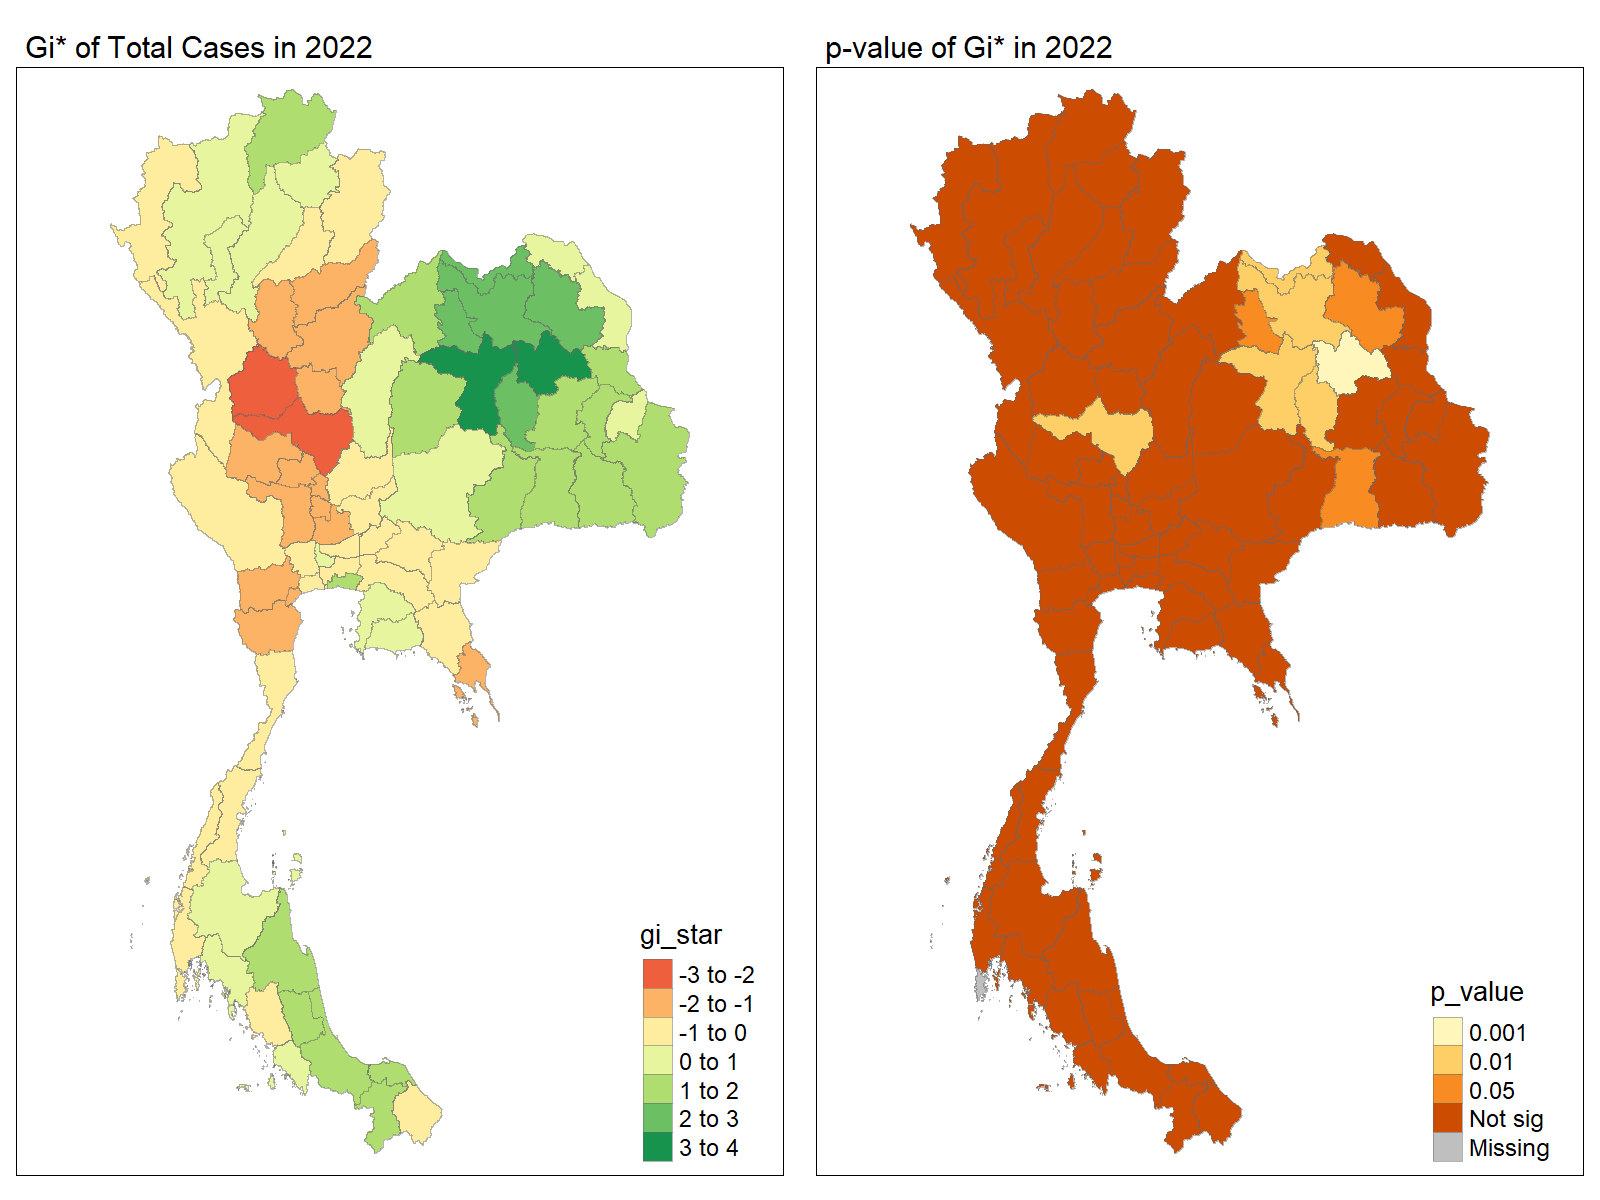 Gi* of Total Cases in 2022
gi_star
-3 to -2
-2 to -1
-1 to 0
0 to 1
1 to 2
2 to 3
3 to 4
p-value of Gi* in 2022
p_value
0.001
0.01
0.05
Not sig
Missing